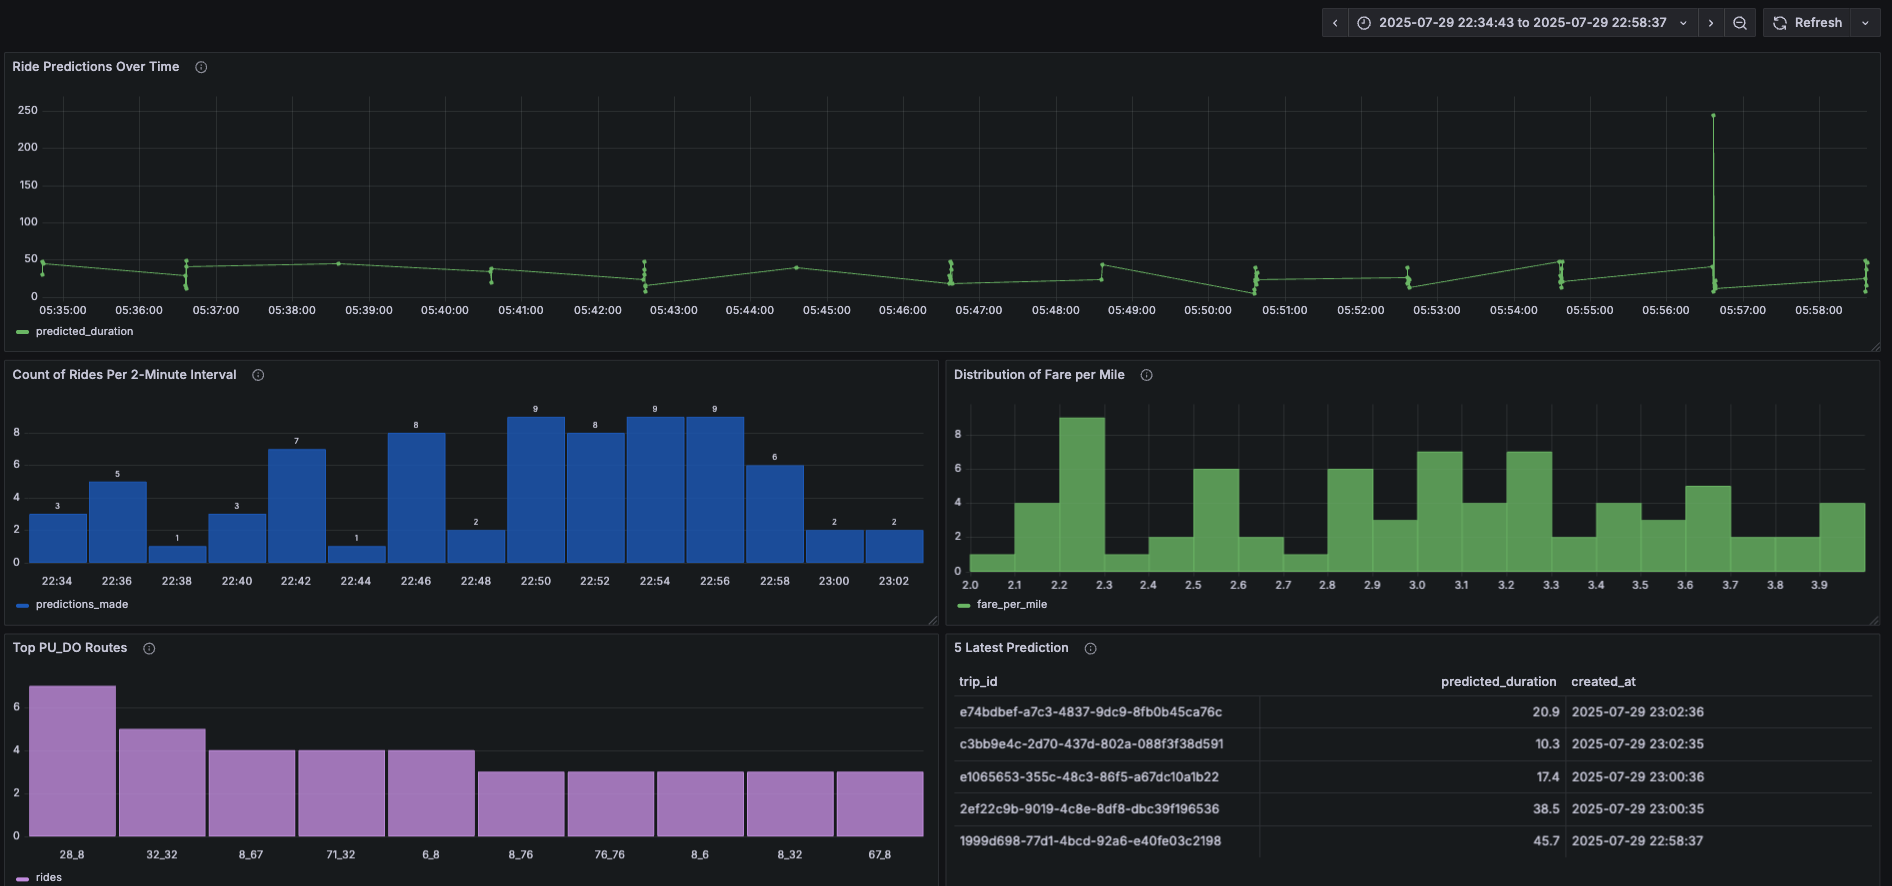 2025-07-29 22:34:43 to 2025-07-29 22:58:37
Refresh
Ride Predictions Over Time
250
200
150
100
50
0
05:35:00 05:36:00 05:37:00 05:38:00 05:39:00 05:40:00 05:41:00 05:42:00 05:43:00 05:44:00 05:45:00 05:46:00 05:47:00 05:48:00 05:49:00 05:50:00 05:51:00 05:52:00 05:53:00 05:54:00 05:55:00 05:56:00 05:57:00 05:58:00
predicted_duration
Count of Rides Per 2-Minute Interval
8
6
4
2
0
3 5 1 3 7 1 8 2 9 8 9 9 6 2 2
22:34 22:36 22:38 22:40 22:42 22:44 22:46 22:48 22:50 22:52 22:54 22:56 22:58 23:00 23:02
predictions_made
Distribution of Fare per Mile
8
6
4
2
0
2.0 2.1 2.2 2.3 2.4 2.5 2.6 2.7 2.8 2.9 3.0 3.1 3.2 3.3 3.4 3.5 3.6 3.7 3.8 3.9
fare_per_mile
Top PU_DO Routes
6
4
2
0
28_8 32_32 8_67 71_32 6_8 8_76 76_76 8_6 8_32 67_8
rides
5 Latest Prediction
trip_id predicted_duration created_at
e74bdbef-a7c3-4837-9dc9-8fb0b45ca76c 20.9 2025-07-29 23:02:36
c3bb9e4c-2d70-437d-802a-088f3f38d591 10.3 2025-07-29 23:02:35
e1065653-355c-48c3-86f5-a67dc10a1b22 17.4 2025-07-29 23:00:36
2ef22c9b-9019-4c8e-8df8-dbc39f196536 38.5 2025-07-29 23:00:35
1999d698-77d1-4bcd-92a6-e40fe03c2198 45.7 2025-07-29 22:58:37